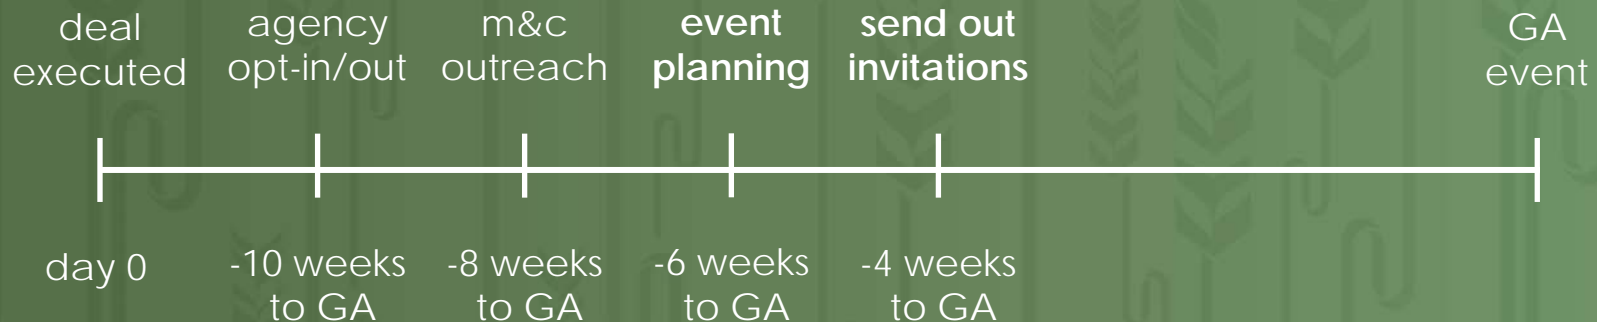 deal
executed
agency
opt-in/out
m&c
outreach
event
planning
send out
invitations
GA
event
day 0
-10 weeks
to GA
-8 weeks
to GA
-6 weeks
to GA
-4 weeks
to GA